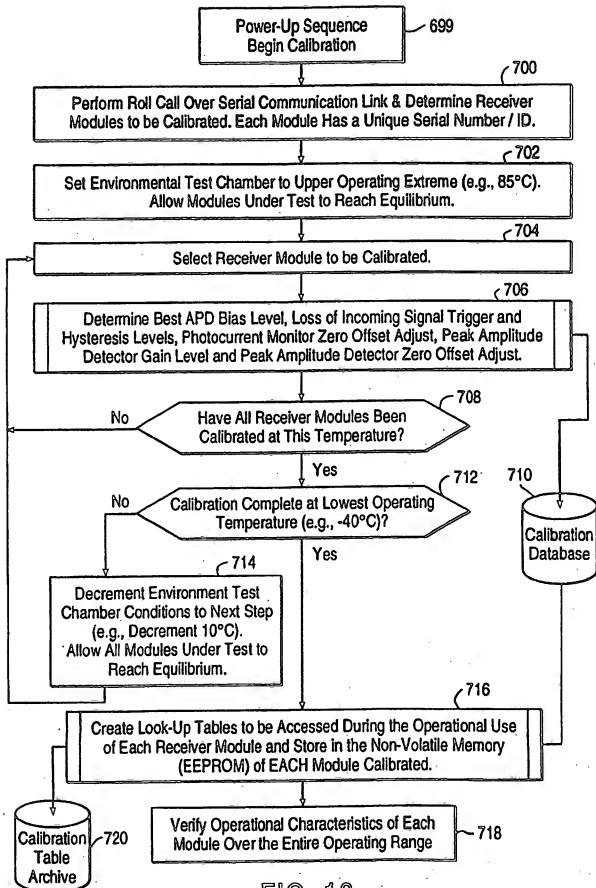 Power-Up Sequence
Begin Calibration
699
700
Perform Roll Call Over Serial Communication Link & Determine Receiver
Modules to be Calibrated. Each Module Has a Unique Serial Number / ID.
702
Set Environmental Test Chamber to Upper Operating Extreme (e.g., 85°C).
Allow Modules Under Test to Reach Equilibrium.
704
Select Receiver Module to be Calibrated.
706
Determine Best APD Bias Level, Loss of Incoming Signal Trigger and
Hysteresis Levels, Photocurrent Monitor Zero Offset Adjust, Peak Amplitude
Detector Gain Level and Peak Amplitude Detector Zero Offset Adjust.
708
No
Have All Receiver Modules Been
Calibrated at This Temperature?
Yes
712
No
Calibration Complete at Lowest Operating
Temperature (e.g., -40°C)?
Yes
710
Calibration
Database
714
Decrement Environment Test
Chamber Conditions to Next Step
(e.g., Decrement 10°C).
Allow All Modules Under Test to
Reach Equilibrium.
716
Create Look-Up Tables to be Accessed During the Operational Use
of Each Receiver Module and Store in the Non-Volatile Memory
(EEPROM) of EACH Module Calibrated.
Calibration
Table
Archive
720
Verify Operational Characteristics of Each
Module Over the Entire Operating Range
718